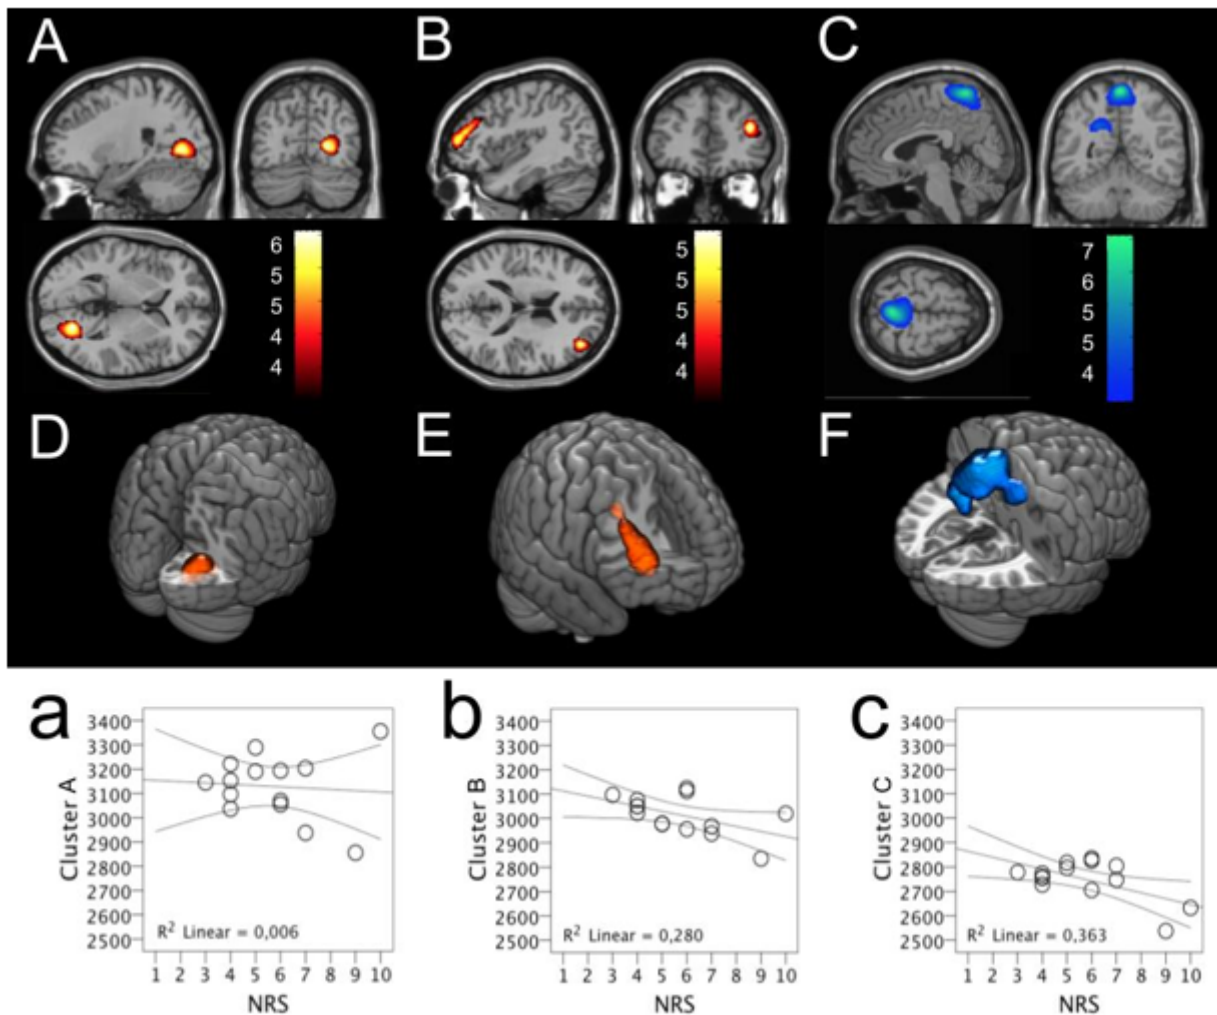 A
B
C
6
5
5
4
4
5
5
4
4
7
6
5
5
4
D
E
F
a
b
c
Cluster A
3400
3300
3200
3100
3000
2900
2800
2700
2600
2500
R² Linear = 0,006
1 2 3 4 5 6 7 8 9 10
NRS
Cluster B
3400
3300
3200
3100
3000
2900
2800
2700
2600
2500
R² Linear = 0,280
1 2 3 4 5 6 7 8 9 10
NRS
Cluster C
3400
3300
3200
3100
3000
2900
2800
2700
2600
2500
R² Linear = 0,363
1 2 3 4 5 6 7 8 9 10
NRS